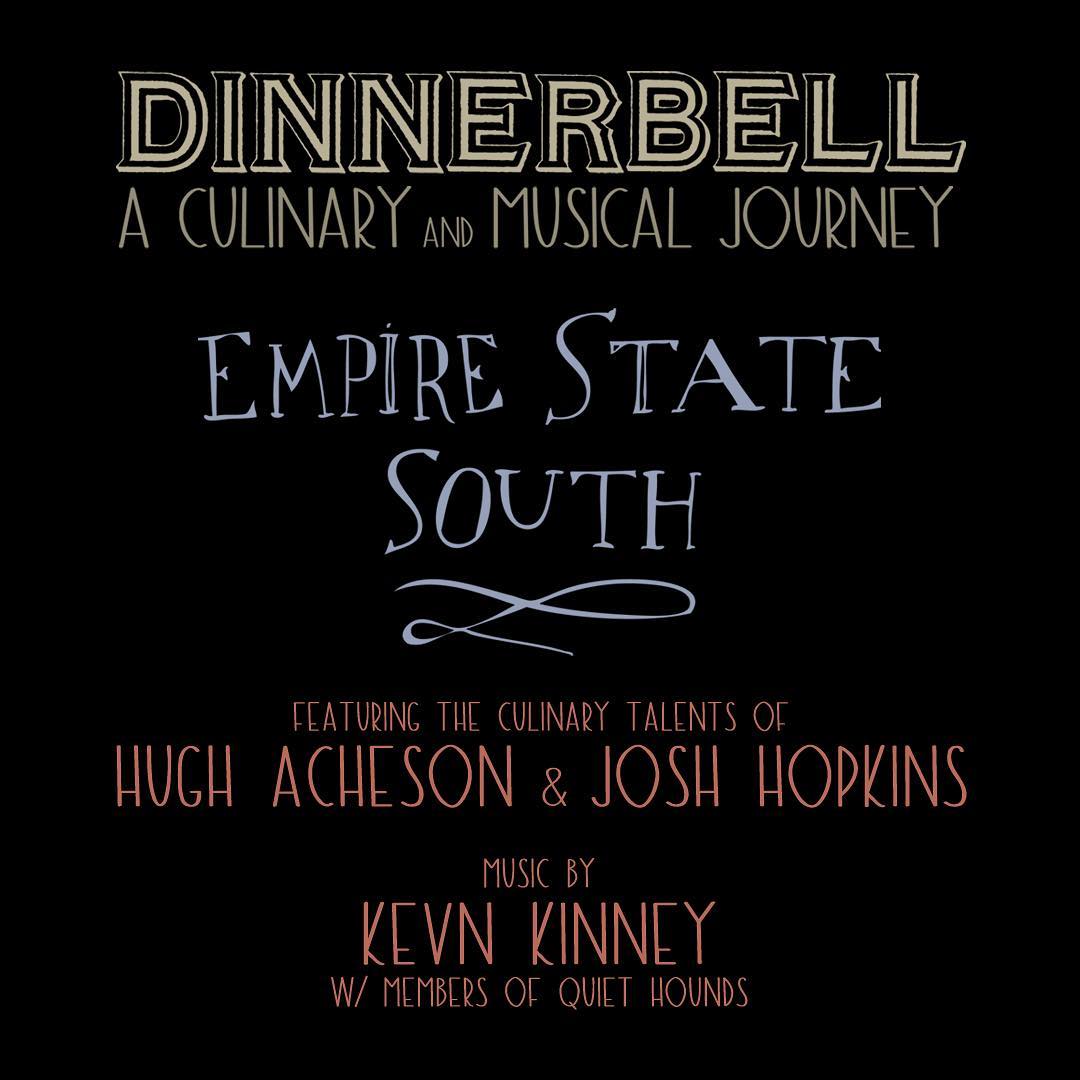 DINNERBELL
A CULINARY AND MUSICAL JOURNEY
EMPIRE STATE
SOUTH
FEATURING THE CULINARY TALENTS OF
HUGH ACHESON & JOSH HOPKINS
MUSIC BY
KEVN KINNEY
W/ MEMBERS OF QUIET HOUNDS